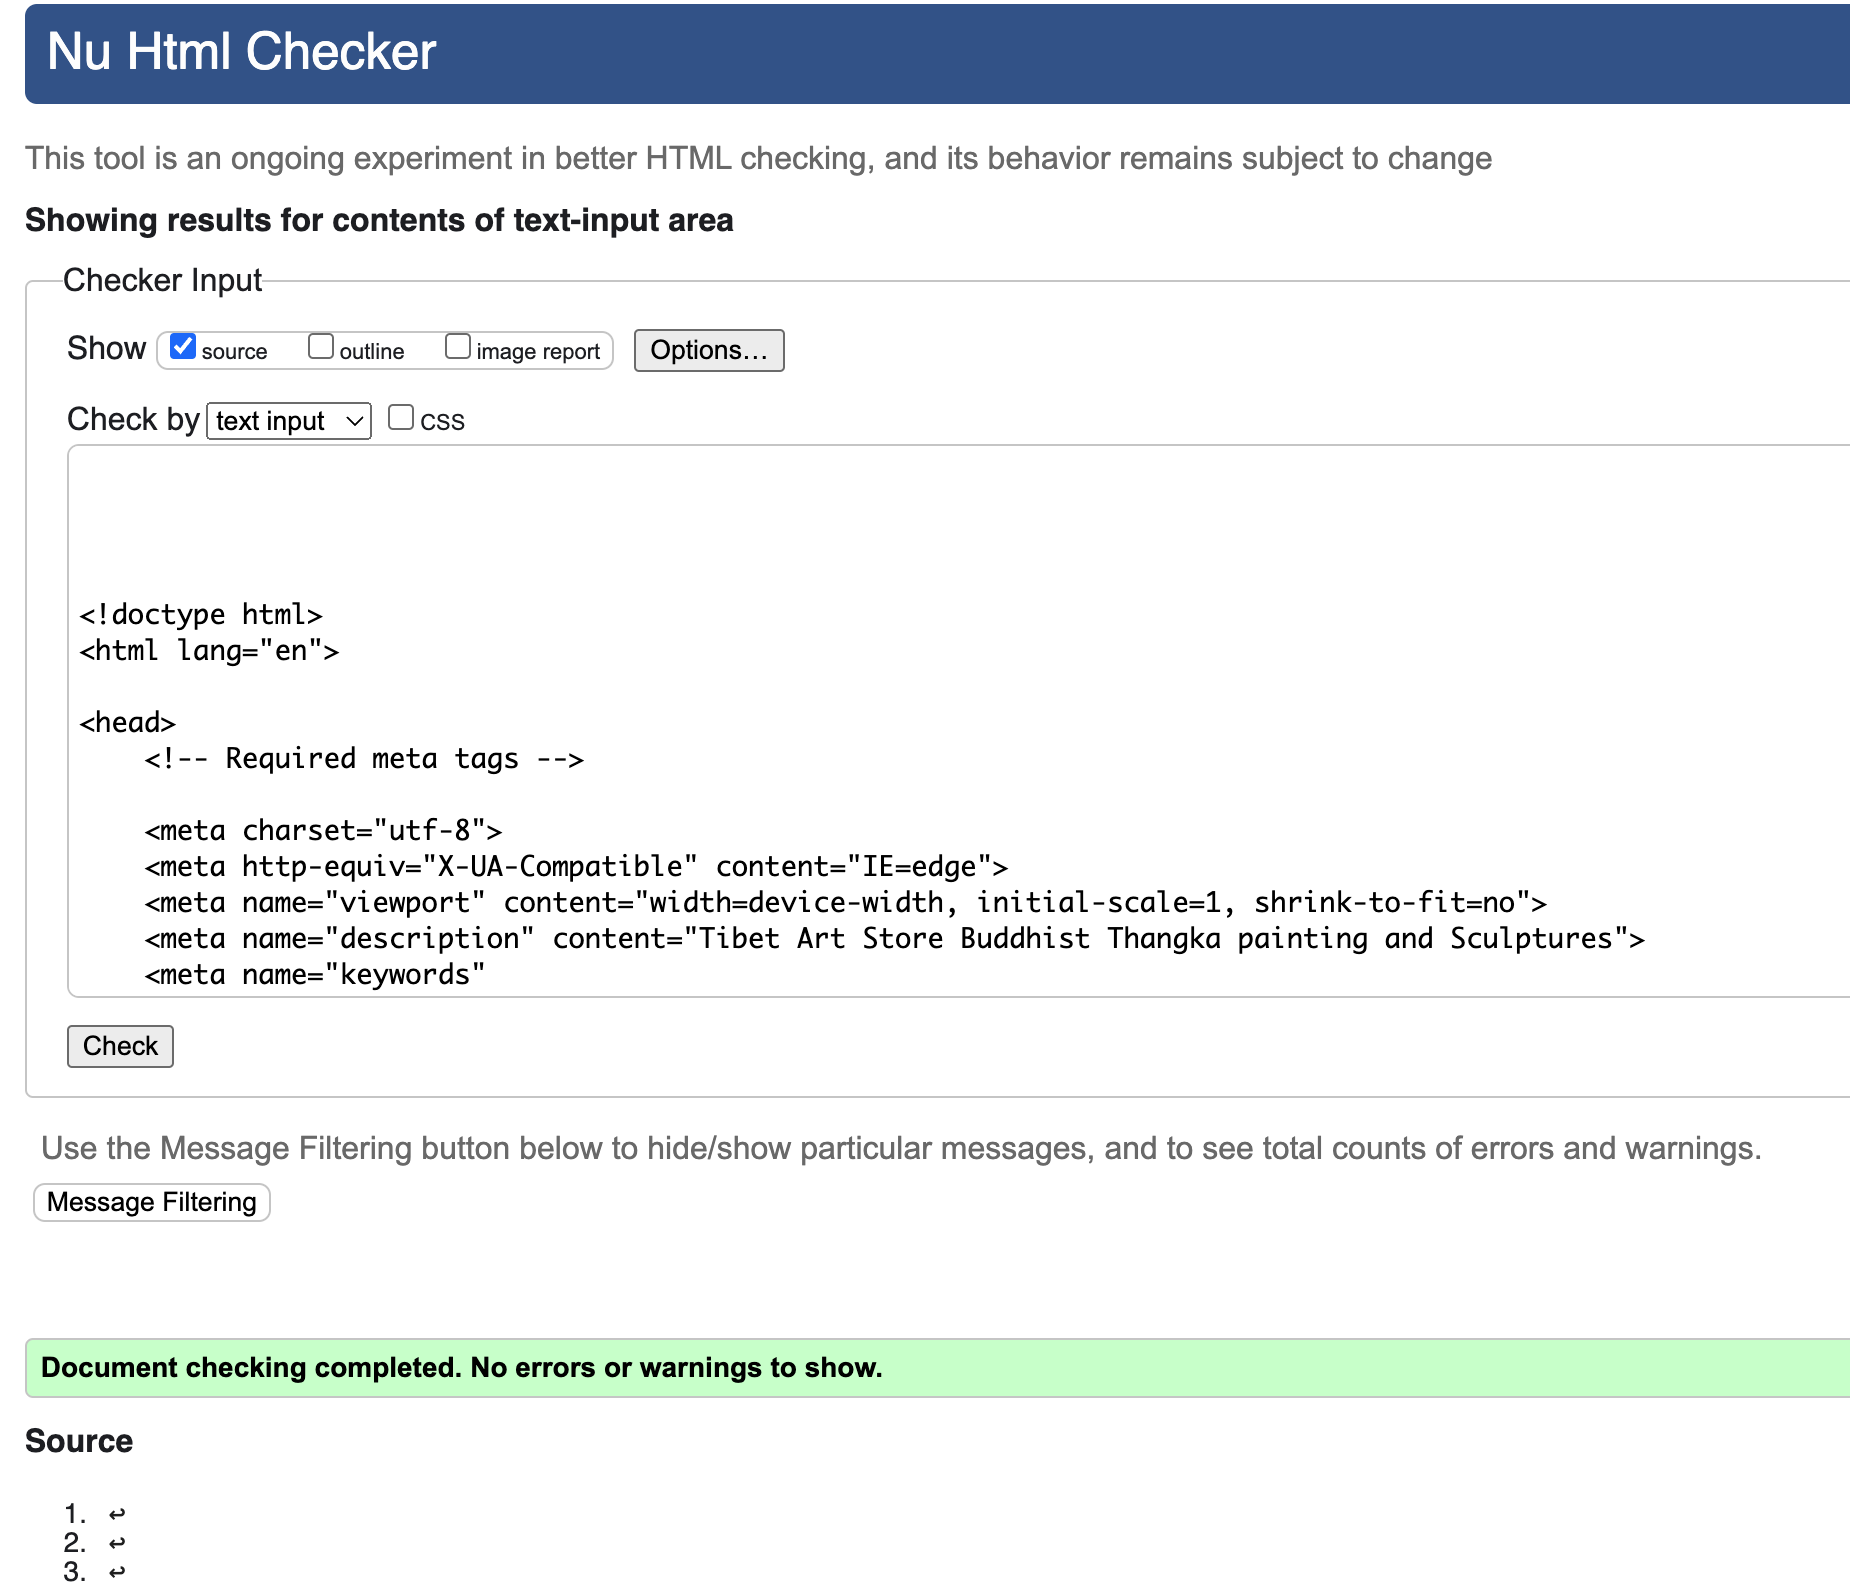 Nu Html Checker
This tool is an ongoing experiment in better HTML checking, and its behavior remains subject to change
Showing results for contents of text-input area
Checker Input
Show source outline image report Options...
Check by text input CSS
<!doctype html>
<html lang="en">
<head>
    <!-- Required meta tags -->
    <meta charset="utf-8">
    <meta http-equiv="X-UA-Compatible" content="IE=edge">
    <meta name="viewport" content="width=device-width, initial-scale=1, shrink-to-fit=no">
    <meta name="description" content="Tibet Art Store Buddhist Thangka painting and Sculptures">
    <meta name="keywords"
Check
Use the Message Filtering button below to hide/show particular messages, and to see total counts of errors and warnings.
Message Filtering
Document checking completed. No errors or warnings to show.
Source
1. ↩
2. ↩
3. ↩